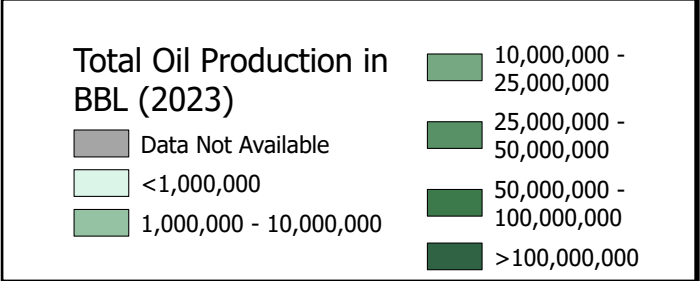 Total Oil Production in
BBL (2023)
Data Not Available
<1,000,000
1,000,000 - 10,000,000
10,000,000 -
25,000,000
25,000,000 -
50,000,000
50,000,000 -
100,000,000
>100,000,000